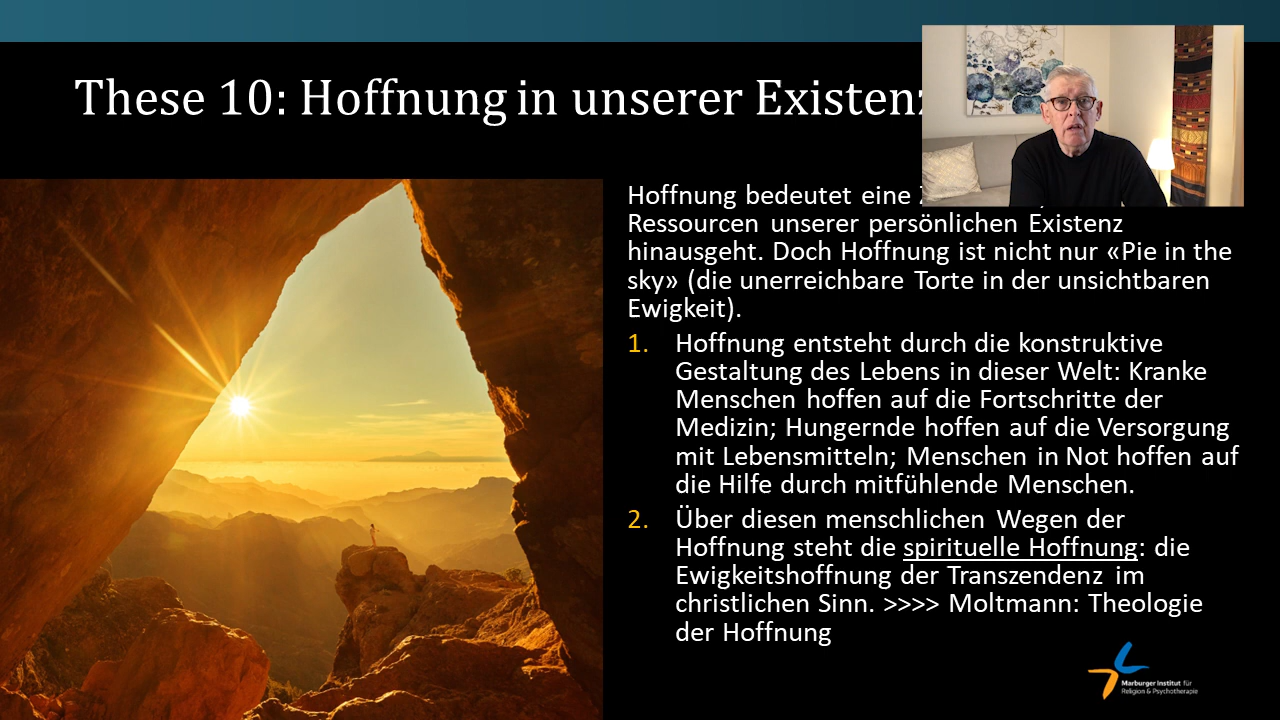 These 10: Hoffnung in unserer Existenz
Hoffnung bedeutet eine
Ressourcen unserer persönlichen Existenz
hinausgeht. Doch Hoffnung ist nicht nur «Pie in the
sky» (die unerreichbare Torte in der unsichtbaren
Ewigkeit).
1. Hoffnung entsteht durch die konstruktive
Gestaltung des Lebens in dieser Welt: Kranke
Menschen hoffen auf die Fortschritte der
Medizin; Hungernde hoffen auf die Versorgung
mit Lebensmitteln; Menschen in Not hoffen auf
die Hilfe durch mitfühlende Menschen.
2. Über diesen menschlichen Wegen der
Hoffnung steht die spirituelle Hoffnung: die
Ewigkeitshoffnung der Transzendenz im
christlichen Sinn. >>>> Moltmann: Theologie
der Hoffnung
Marburger Institut für
Religion & Psychotherapie